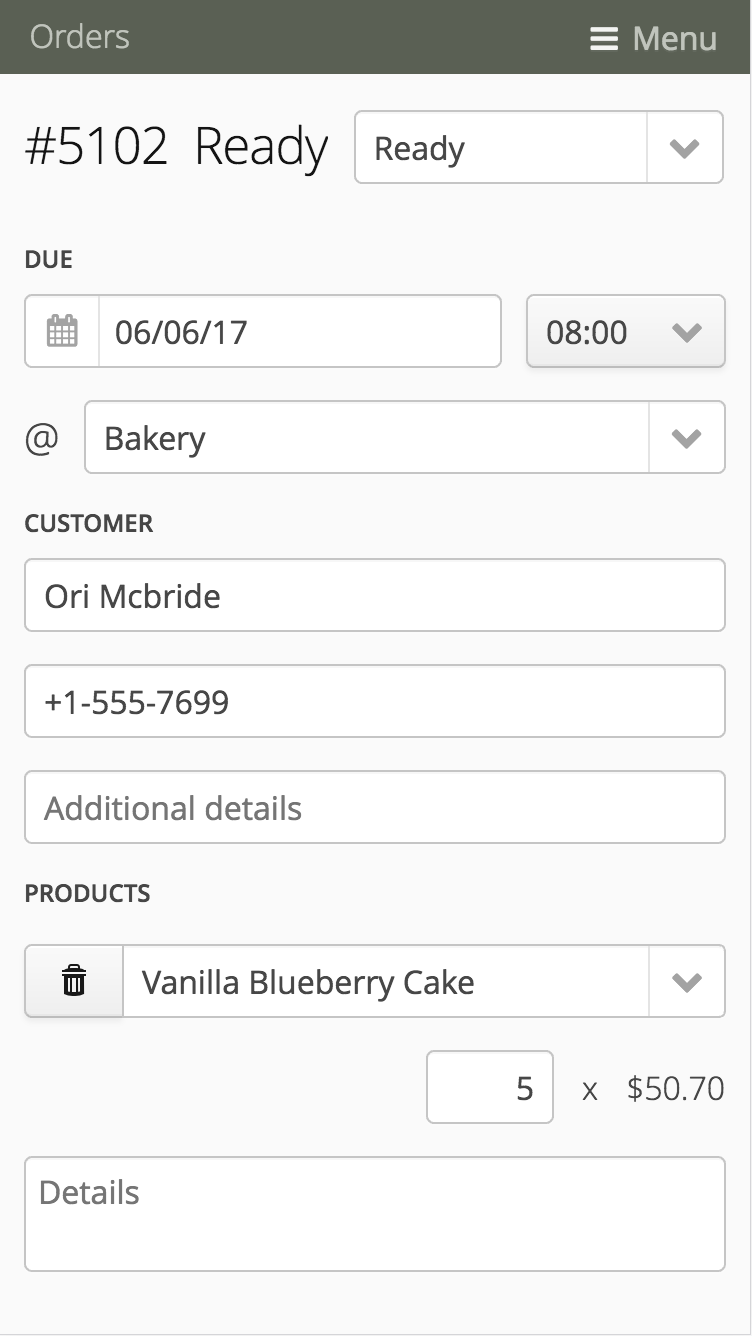 Orders Menu
#5102 Ready Ready
DUE
06/06/17 08:00
@ Bakery
CUSTOMER
Ori Mcbride
+1-555-7699
Additional details
PRODUCTS
Vanilla Blueberry Cake
5 x $50.70
Details